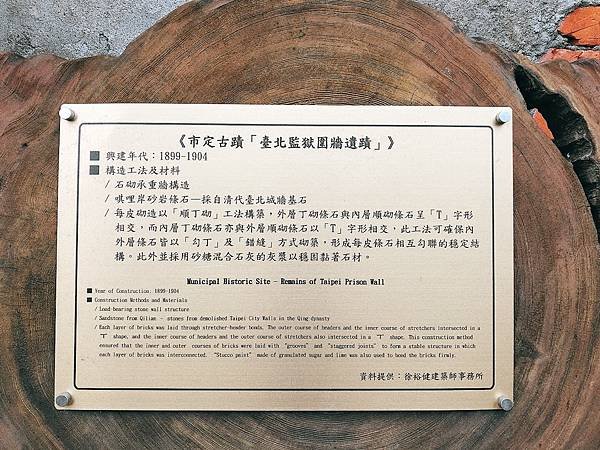 《市定古蹟「臺北監獄圍牆遺蹟」》
■ 興建年代：1899-1904
■ 構造工法及材料
/ 石砌承重牆構造
/ 唭哩岸砂岩條石—採自清代臺北城牆基石
/ 每皮砌造以「順丁砌」工法構築，外層丁砌條石與內層順砌條石呈「T」字形
相交，而內層丁砌條石亦與外層順砌條石以「T」字形相交，此工法可確保內
外層條石皆以「勾丁」及「錯縫」方式砌築，形成每皮條石相互勾聯的穩定結
構。此外並採用砂糖混合石灰的灰漿以穩固黏著石材。
Municipal Historic Site – Remains of Taipei Prison Wall
■ Year of Construction: 1899-1904
■ Construction Methods and Materials
/ Load-bearing stone wall structure
/ Sandstone from Qilian – stones from demolished Taipei City Walls in the Qing dynasty
/ Each layer of bricks was laid through stretcher-header bonds. The outer course of headers and the inner course of stretchers intersected in a
"T" shape, and the inner course of headers and the outer course of stretchers also intersected in a "T" shape. This construction method
ensured that the inner and outer courses of bricks were laid with "grooves" and "staggered joints" to form a stable structure in which
each layer of bricks was interconnected. "Stucco paint" made of granulated sugar and lime was also used to bond the bricks firmly.
資料提供：徐裕健建築師事務所